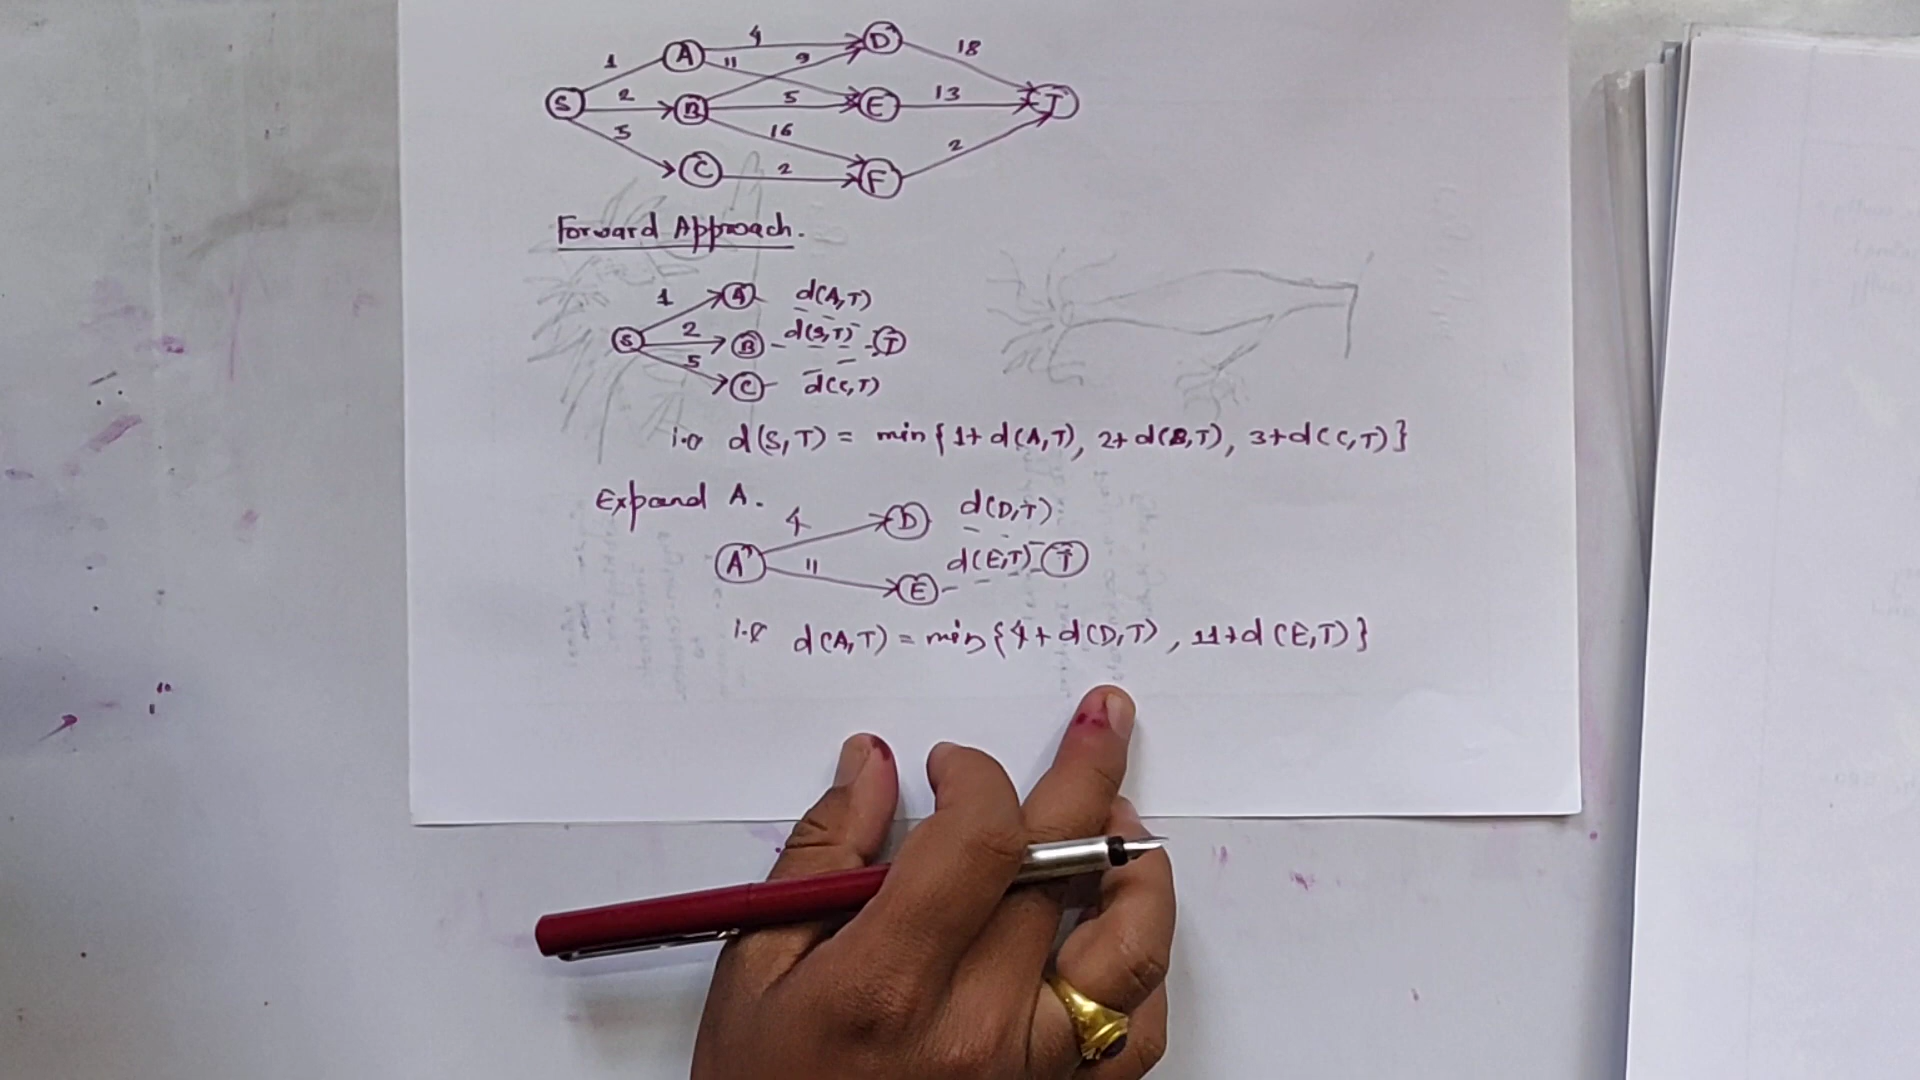 1 A 4 D 18
11 9
S 2 B 5 E 13 T
5 16 2
C 2 F
Forward Approach.
1 A d(A,T)
S 2 B d(S,T) T
5 C d(C,T)
i.e d(S,T) = min{1+d(A,T), 2+d(B,T), 3+d(C,T)}
Expand A.
4 D d(D,T)
A d(E,T) T
11 E
i.e d(A,T) = min{4+d(D,T), 11+d(E,T)}